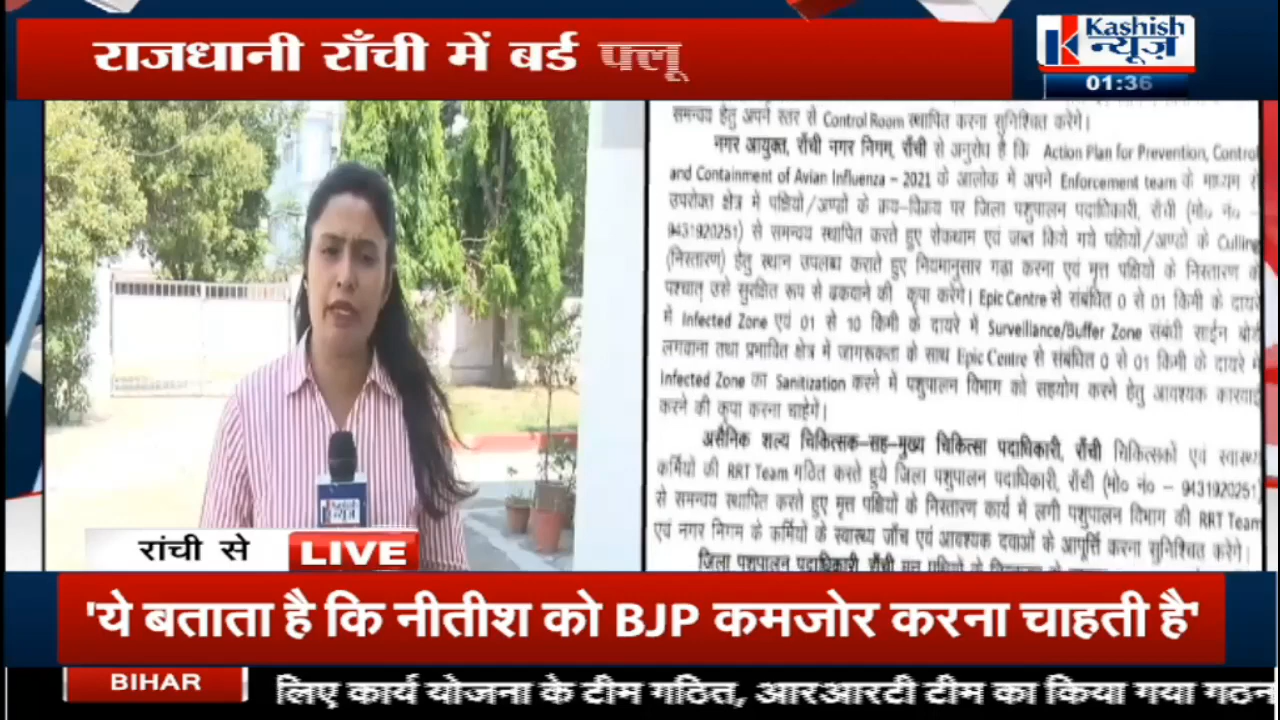 राजधानी राँची में बर्ड फ्लू
Kashish
न्यूज़
01:36
समन्वय हेतु अपने स्तर से Control Room स्थापित करना सुनिश्चित करेंगे।
नगर आयुक्त, राँची नगर निगम, राँची से अनुरोध है कि Action Plan for Prevention, Control
and Containment of Avian Influenza – 2021 के आलोक में अपने Enforcement team के माध्यम से
उपरोक्त क्षेत्र में पक्षियों/अण्डों के क्रय-विक्रय पर जिला पशुपालन पदाधिकारी, राँची (मो० नं० –
9431920251) से समन्वय स्थापित करते हुए रोकथाम एवं जब्त किये गये पक्षियों/अण्डों के Culling
(निस्तारण) हेतु स्थान उपलब्ध कराते हुए नियमानुसार गढ़ा करना एवं मृत पक्षियों के निस्तारण के
पश्चात् उसे सुरक्षित रूप से ढकवाने की कृपा करेंगे। Epic Centre से संबंधित 0 से 01 किमी के दायरे
में Infected Zone एवं 01 से 10 किमी के दायरे में Surveillance/Buffer Zone संबंधी साईन बोर्ड
लगवाना तथा प्रभावित क्षेत्र में जागरूकता के साथ Epic Centre से संबंधित 0 से 01 किमी के दायरे में
Infected Zone का Sanitization करने में पशुपालन विभाग को सहयोग करने हेतु आवश्यक कारवाई
करने की कृपा करना चाहेंगे।
असैनिक शल्य चिकित्सक-सह-मुख्य चिकित्सा पदाधिकारी, राँची चिकित्सकों एवं स्वास्थ्य
कर्मियों की RRT Team गठित करते हुये जिला पशुपालन पदाधिकारी, राँची (मो० नं० – 9431920251)
से समन्वय स्थापित करते हुए मृत पक्षियों के निस्तारण कार्य में लगी पशुपालन विभाग की RRT Team
एवं नगर निगम के कर्मियों के स्वास्थ्य जाँच एवं आवश्यक दवाओं के आपूर्ति करना सुनिश्चित करेंगे।
जिला पशुपालन पदाधिकारी राँची
Kashish
न्यूज़
रांची से LIVE
'ये बताता है कि नीतीश को BJP कमजोर करना चाहती है'
BIHAR
लिए कार्य योजना के टीम गठित, आरआरटी टीम का किया गया गठन